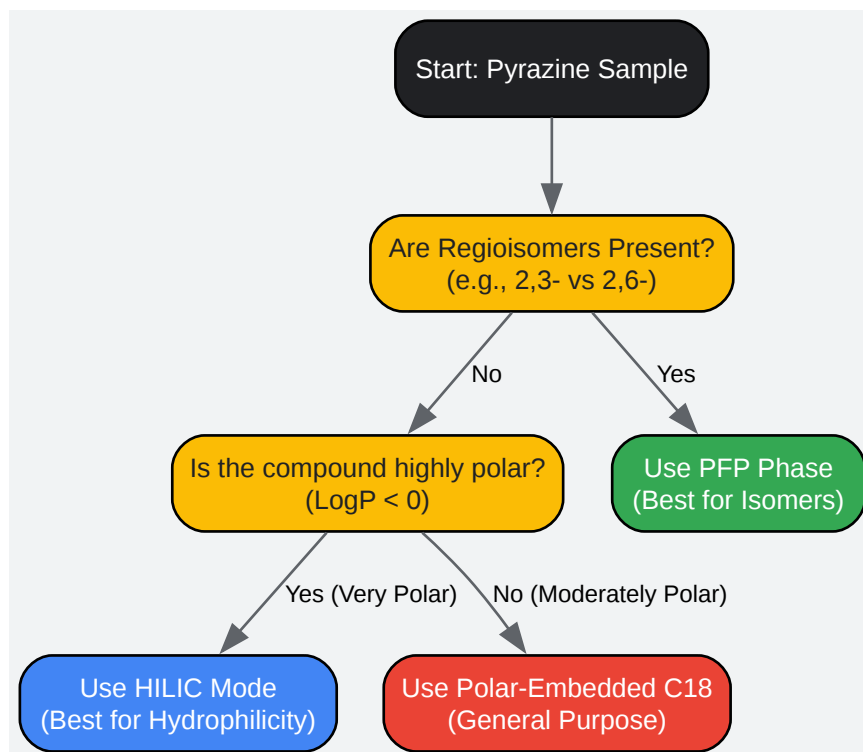 Start: Pyrazine Sample
Are Regioisomers Present?
(e.g., 2,3- vs 2,6-)
No
Yes
Is the compound highly polar?
(LogP < 0)
Use PFP Phase
(Best for Isomers)
Yes (Very Polar)
No (Moderately Polar)
Use HILIC Mode
(Best for Hydrophilicity)
Use Polar-Embedded C18
(General Purpose)